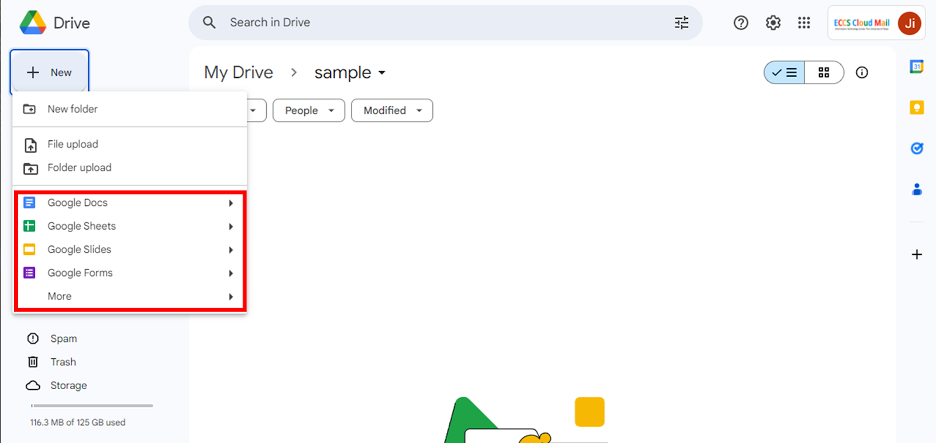 Drive
Search in Drive
ECCS Cloud Mail
Ji
New
My Drive > sample
New folder
People
Modified
File upload
Folder upload
Google Docs
Google Sheets
Google Slides
Google Forms
More
Spam
Trash
Storage
116.3 MB of 125 GB used
31